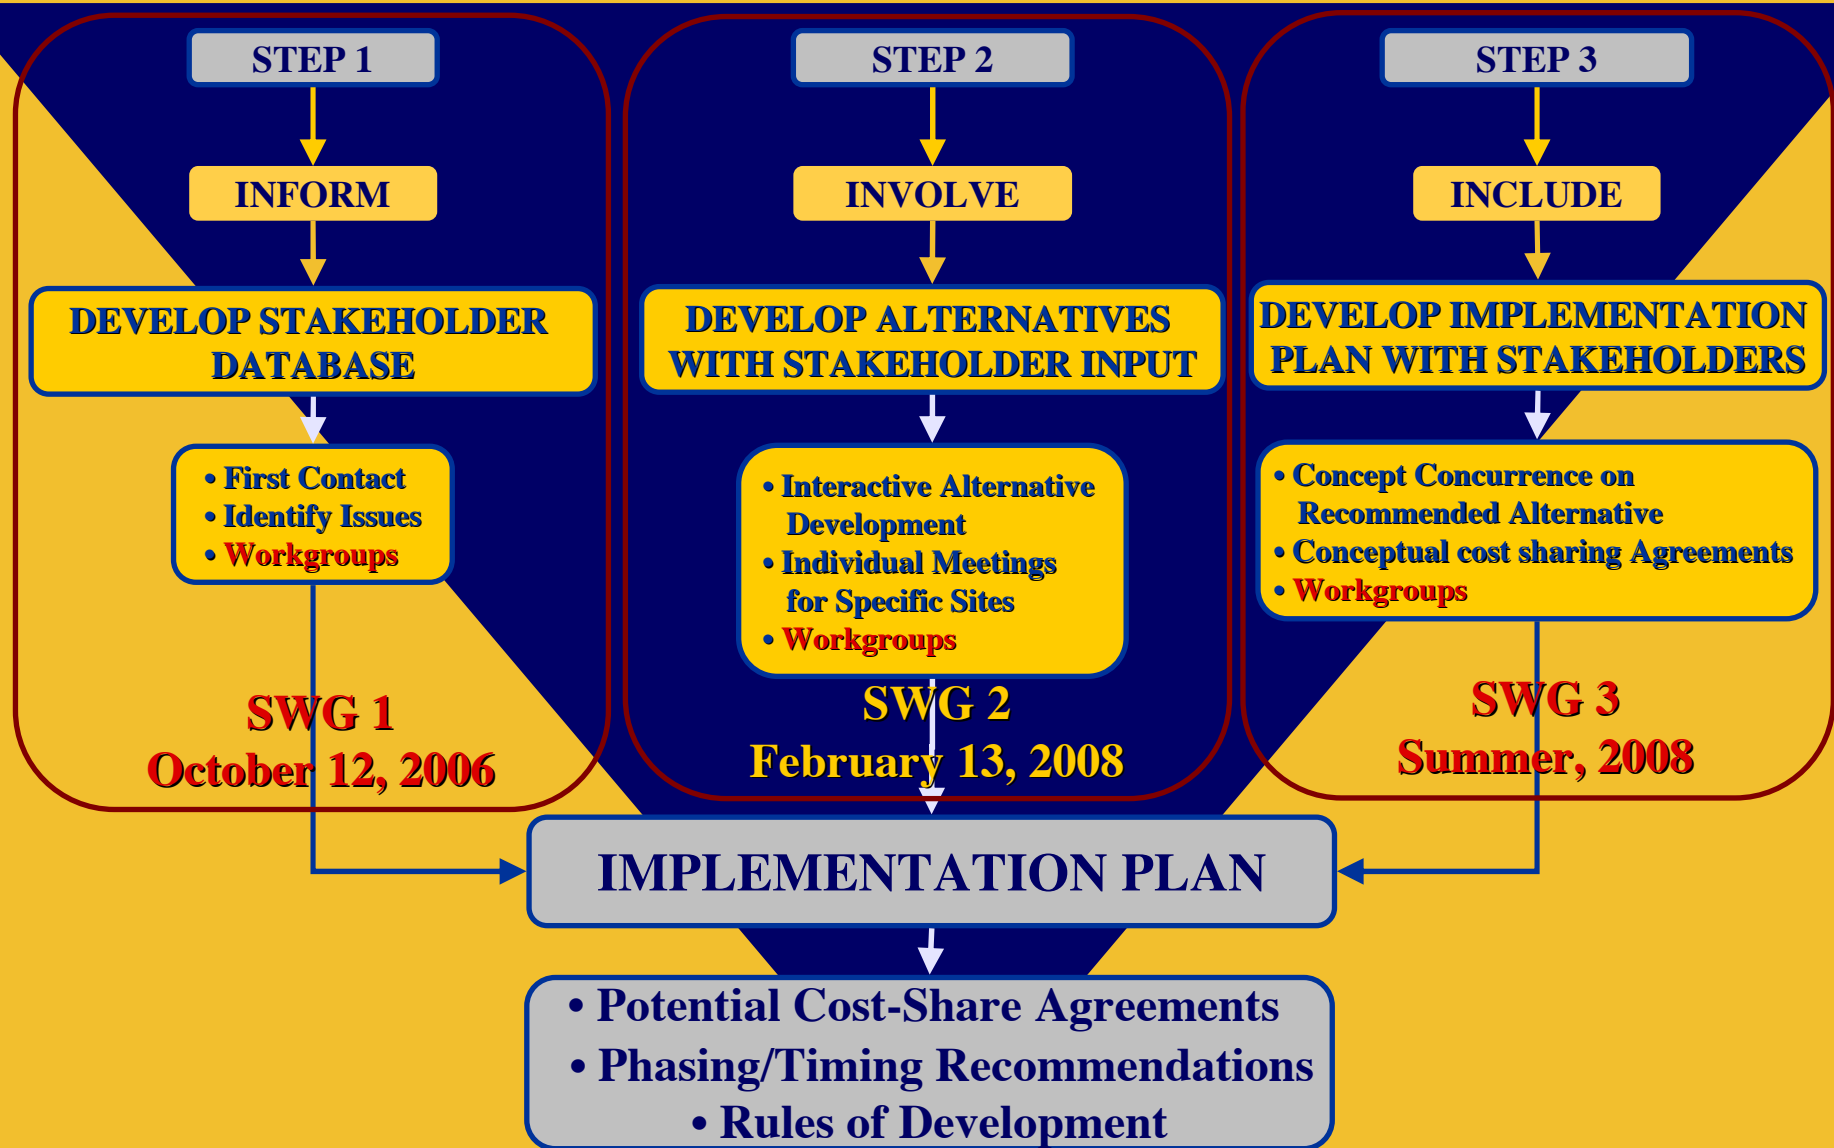 STEP 1
INFORM
DEVELOP STAKEHOLDER
DATABASE
• First Contact
• Identify Issues
• Workgroups
SWG 1
October 12, 2006
STEP 2
INVOLVE
DEVELOP ALTERNATIVES
WITH STAKEHOLDER INPUT
• Interactive Alternative
Development
• Individual Meetings
for Specific Sites
• Workgroups
SWG 2
February 13, 2008
STEP 3
INCLUDE
DEVELOP IMPLEMENTATION
PLAN WITH STAKEHOLDERS
• Concept Concurrence on
Recommended Alternative
• Conceptual cost sharing Agreements
• Workgroups
SWG 3
Summer, 2008
IMPLEMENTATION PLAN
• Potential Cost-Share Agreements
• Phasing/Timing Recommendations
• Rules of Development